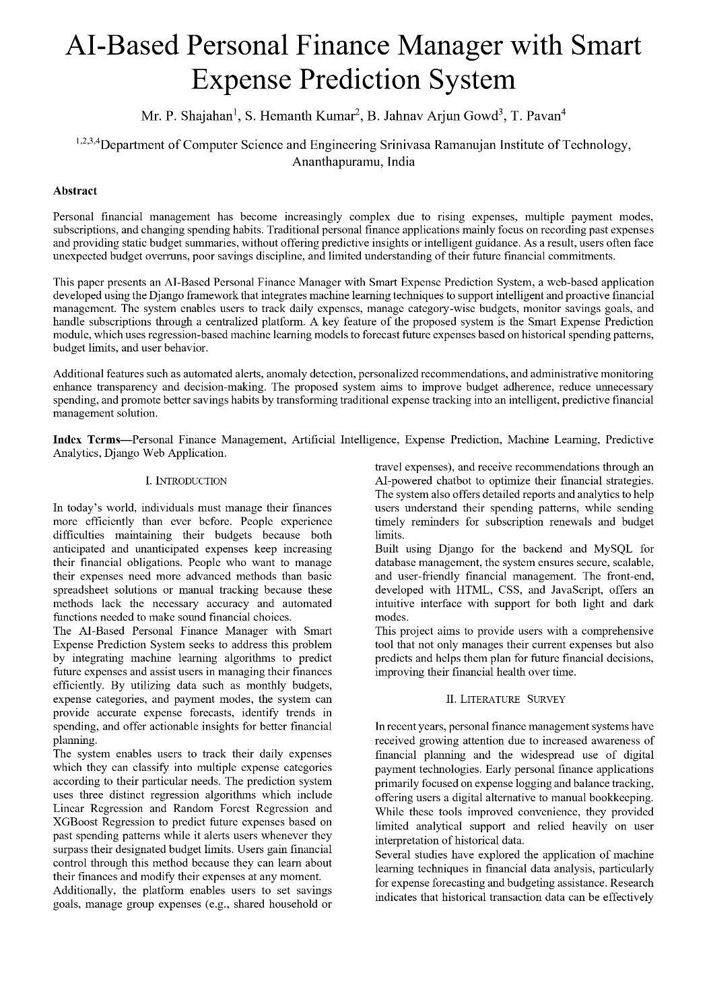 AI-Based Personal Finance Manager with Smart
Expense Prediction System
Mr. P. Shajahan1, S. Hemanth Kumar2, B. Jahnav Arjun Gowd3, T. Pavan4
1,2,3,4Department of Computer Science and Engineering Srinivasa Ramanujan Institute of Technology,
Ananthapuramu, India
Abstract
Personal financial management has become increasingly complex due to rising expenses, multiple payment modes,
subscriptions, and changing spending habits. Traditional personal finance applications mainly focus on recording past expenses
and providing static budget summaries, without offering predictive insights or intelligent guidance. As a result, users often face
unexpected budget overruns, poor savings discipline, and limited understanding of their future financial commitments.
This paper presents an AI-Based Personal Finance Manager with Smart Expense Prediction System, a web-based application
developed using the Django framework that integrates machine learning techniques to support intelligent and proactive financial
management. The system enables users to track daily expenses, manage category-wise budgets, monitor savings goals, and
handle subscriptions through a centralized platform. A key feature of the proposed system is the Smart Expense Prediction
module, which uses regression-based machine learning models to forecast future expenses based on historical spending patterns,
budget limits, and user behavior.
Additional features such as automated alerts, anomaly detection, personalized recommendations, and administrative monitoring
enhance transparency and decision-making. The proposed system aims to improve budget adherence, reduce unnecessary
spending, and promote better savings habits by transforming traditional expense tracking into an intelligent, predictive financial
management solution.
Index Terms—Personal Finance Management, Artificial Intelligence, Expense Prediction, Machine Learning, Predictive
Analytics, Django Web Application.
I. INTRODUCTION
In today's world, individuals must manage their finances
more efficiently than ever before. People experience
difficulties maintaining their budgets because both
anticipated and unanticipated expenses keep increasing
their financial obligations. People who want to manage
their expenses need more advanced methods than basic
spreadsheet solutions or manual tracking because these
methods lack the necessary accuracy and automated
functions needed to make sound financial choices.
The AI-Based Personal Finance Manager with Smart
Expense Prediction System seeks to address this problem
by integrating machine learning algorithms to predict
future expenses and assist users in managing their finances
efficiently. By utilizing data such as monthly budgets,
expense categories, and payment modes, the system can
provide accurate expense forecasts, identify trends in
spending, and offer actionable insights for better financial
planning.
The system enables users to track their daily expenses
which they can classify into multiple expense categories
according to their particular needs. The prediction system
uses three distinct regression algorithms which include
Linear Regression and Random Forest Regression and
XGBoost Regression to predict future expenses based on
past spending patterns while it alerts users whenever they
surpass their designated budget limits. Users gain financial
control through this method because they can learn about
their finances and modify their expenses at any moment.
Additionally, the platform enables users to set savings
goals, manage group expenses (e.g., shared household or
travel expenses), and receive recommendations through an
AI-powered chatbot to optimize their financial strategies.
The system also offers detailed reports and analytics to help
users understand their spending patterns, while sending
timely reminders for subscription renewals and budget
limits.
Built using Django for the backend and MySQL for
database management, the system ensures secure, scalable,
and user-friendly financial management. The front-end,
developed with HTML, CSS, and JavaScript, offers an
intuitive interface with support for both light and dark
modes.
This project aims to provide users with a comprehensive
tool that not only manages their current expenses but also
predicts and helps them plan for future financial decisions,
improving their financial health over time.
II. LITERATURE SURVEY
In recent years, personal finance management systems have
received growing attention due to increased awareness of
financial planning and the widespread use of digital
payment technologies. Early personal finance applications
primarily focused on expense logging and balance tracking,
offering users a digital alternative to manual bookkeeping.
While these tools improved convenience, they provided
limited analytical support and relied heavily on user
interpretation of historical data.
Several studies have explored the application of machine
learning techniques in financial data analysis, particularly
for expense forecasting and budgeting assistance. Research
indicates that historical transaction data can be effectively